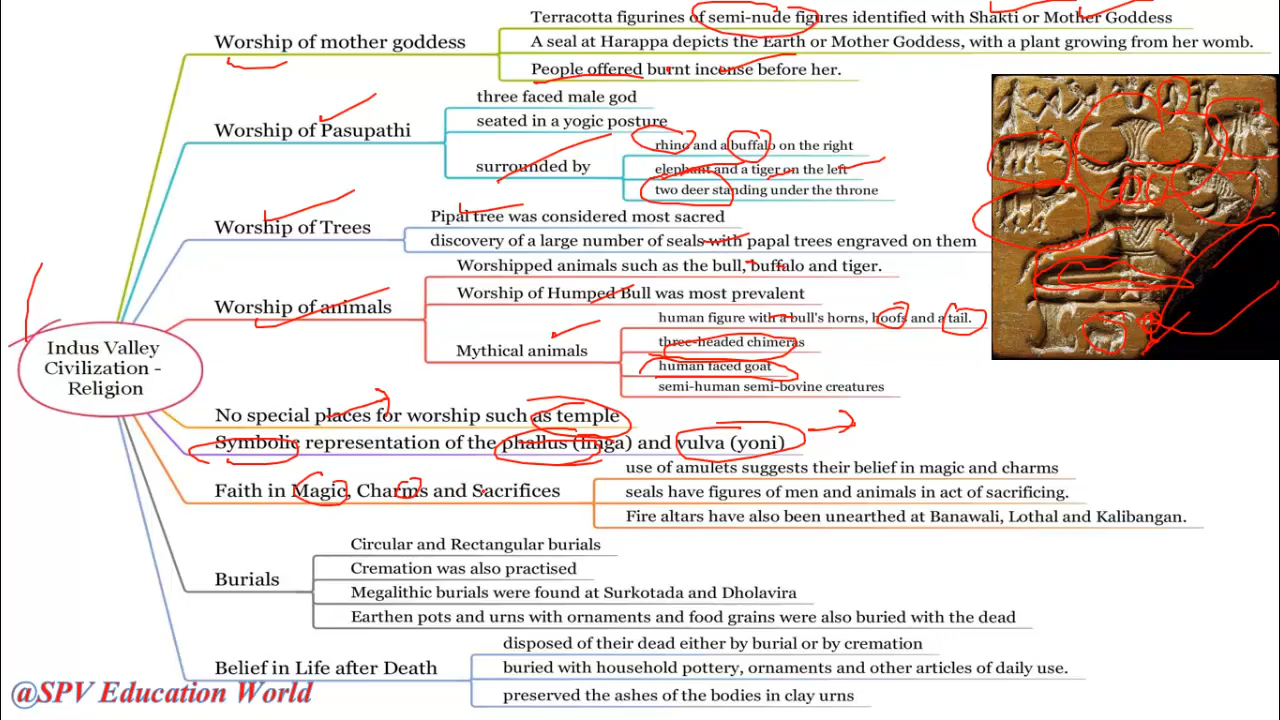 Terracotta figurines of semi-nude figures identified with Shakti or Mother Goddess
Worship of mother goddess
A seal at Harappa depicts the Earth or Mother Goddess, with a plant growing from her womb.
People offered burnt incense before her.
three faced male god
Worship of Pasupathi
seated in a yogic posture
surrounded by
rhino and a buffalo on the right
elephant and a tiger on the left
two deer standing under the throne
Worship of Trees
Pipal tree was considered most sacred
discovery of a large number of seals with papal trees engraved on them
Worshipped animals such as the bull, buffalo and tiger.
Worship of animals
Worship of Humped Bull was most prevalent
Mythical animals
human figure with a bull's horns, hoofs and a tail.
three-headed chimeras
human faced goat
semi-human semi-bovine creatures
Indus Valley
Civilization -
Religion
No special places for worship such as temple
Symbolic representation of the phallus (linga) and vulva (yoni)
Faith in Magic, Charms and Sacrifices
use of amulets suggests their belief in magic and charms
seals have figures of men and animals in act of sacrificing.
Fire altars have also been unearthed at Banawali, Lothal and Kalibangan.
Burials
Circular and Rectangular burials
Cremation was also practised
Megalithic burials were found at Surkotada and Dholavira
Earthen pots and urns with ornaments and food grains were also buried with the dead
Belief in Life after Death
disposed of their dead either by burial or by cremation
buried with household pottery, ornaments and other articles of daily use.
preserved the ashes of the bodies in clay urns
@SPV Education World